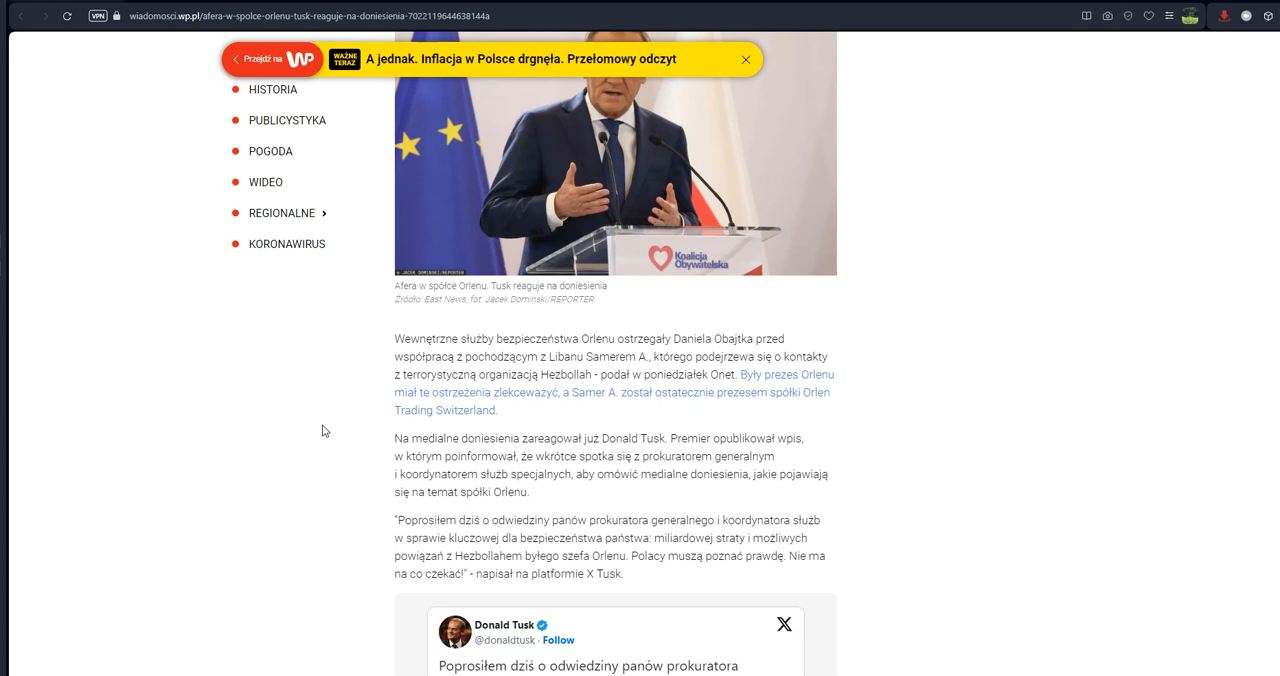 VPN
wiadomosci.wp.pl/afera-w-spolce-orlenu-tusk-reaguje-na-doniesienia-7022119644638144a
Przejdź na WP
WAŻNE TERAZ
A jednak. Inflacja w Polsce drgnęła. Przełomowy odczyt
HISTORIA
PUBLICYSTYKA
POGODA
WIDEO
REGIONALNE
KORONAWIRUS
Koalicja
Obywatelska
© JACEK DOMINSKI/REPORTER
Afera w spółce Orlenu. Tusk reaguje na doniesienia
Źródło: East News, fot: Jacek Dominski/REPORTER
Wewnętrzne służby bezpieczeństwa Orlenu ostrzegały Daniela Obajtka przed
współpracą z pochodzącym z Libanu Samerem A., którego podejrzewa się o kontakty
z terrorystyczną organizacją Hezbollah - podał w poniedziałek Onet. Były prezes Orlenu
miał te ostrzeżenia zlekceważyć, a Samer A. został ostatecznie prezesem spółki Orlen
Trading Switzerland.
Na medialne doniesienia zareagował już Donald Tusk. Premier opublikował wpis,
w którym poinformował, że wkrótce spotka się z prokuratorem generalnym
i koordynatorem służb specjalnych, aby omówić medialne doniesienia, jakie pojawiają
się na temat spółki Orlenu.
"Poprosiłem dziś o odwiedziny panów prokuratora generalnego i koordynatora służb
w sprawie kluczowej dla bezpieczeństwa państwa: miliardowej straty i możliwych
powiązań z Hezbollahem byłego szefa Orlenu. Polacy muszą poznać prawdę. Nie ma
na co czekać!" - napisał na platformie X Tusk.
Donald Tusk
@donaldtusk · Follow
Poprosiłem dziś o odwiedziny panów prokuratora